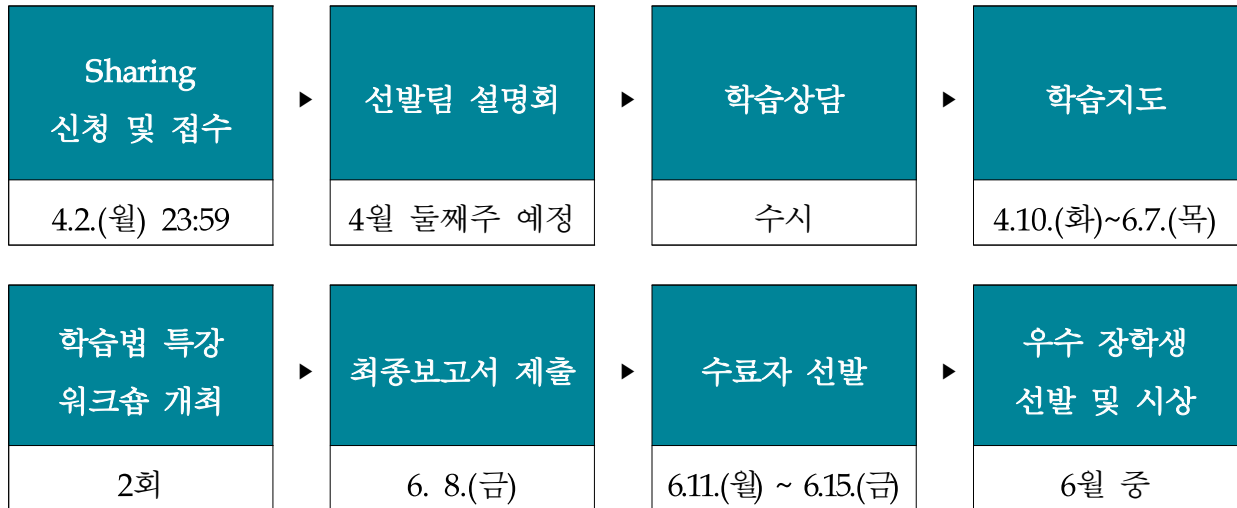 Sharing
신청 및 접수
▶
선발팀 설명회
▶
학습상담
▶
학습지도
4.2.(월) 23:59
4월 둘째주 예정
수시
4.10.(화)~6.7.(목)
학습법 특강
워크숍 개최
▶
최종보고서 제출
▶
수료자 선발
▶
우수 장학생
선발 및 시상
2회
6. 8.(금)
6.11.(월) ~ 6.15.(금)
6월 중